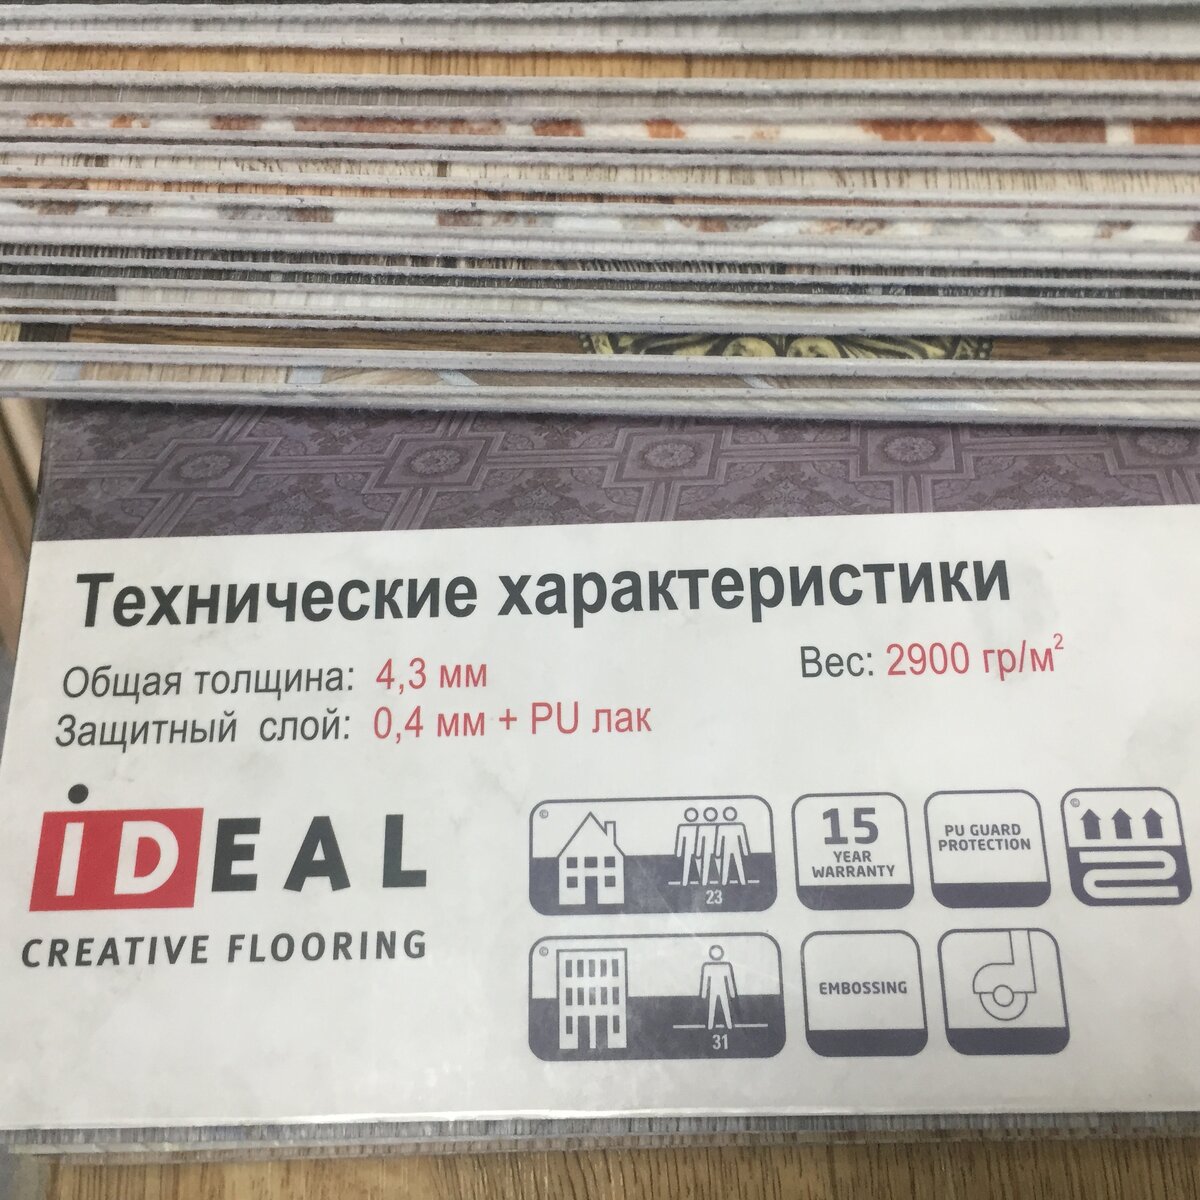 Технические характеристики
Общая толщина: 4,3 мм
Вес: 2900 гр/м²
Защитный слой: 0,4 мм + PU лак
iDEAL
CREATIVE FLOORING
©
23
15
YEAR
WARRANTY
PU GUARD
PROTECTION
©
©
31
EMBOSSING